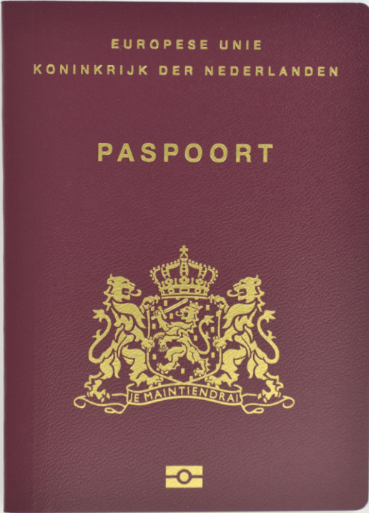 EUROPESE UNIE
KONINKRIJK DER NEDERLANDEN
PASPOORT
JE MAINTIENDRAI